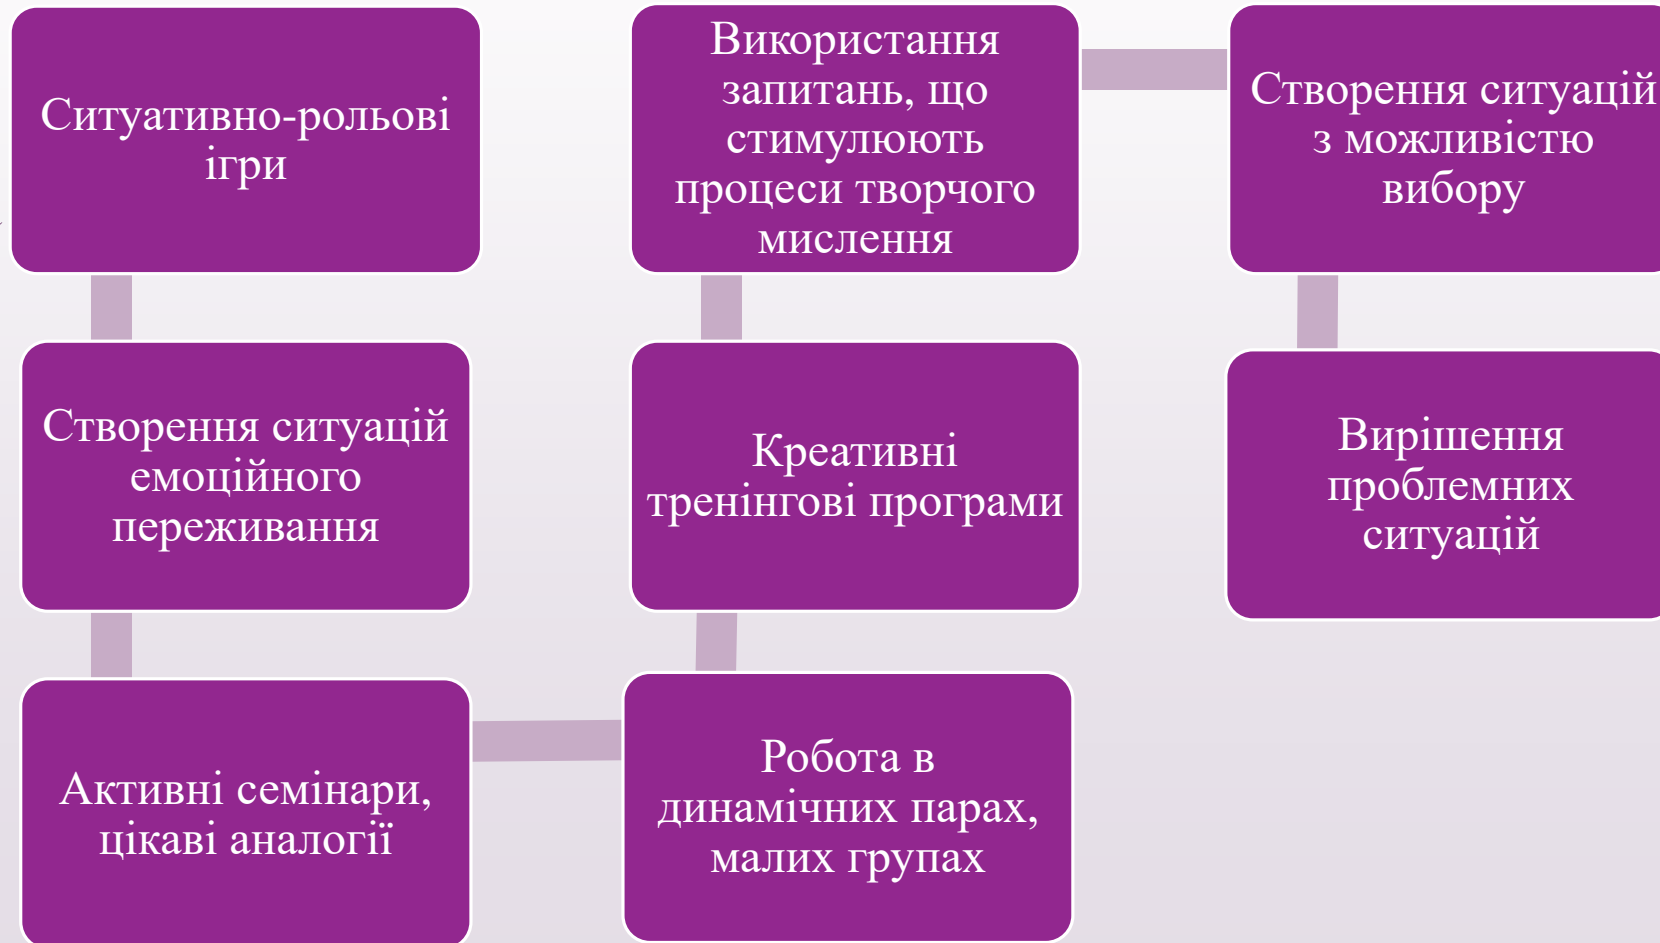 Ситуативно-рольові
ігри
Створення ситуацій
емоційного
переживання
Активні семінари,
цікаві аналогії
Робота в
динамічних парах,
малих групах
Креативні
тренінгові програми
Використання
запитань, що
стимулюють
процеси творчого
мислення
Створення ситуацій
з можливістю
вибору
Вирішення
проблемних
ситуацій